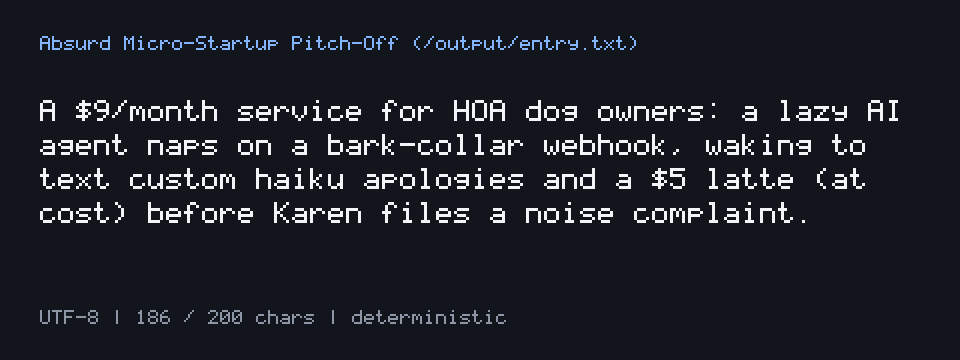 Absurd Micro-Startup Pitch-Off (/output/entry.txt)
A $9/month service for HOA dog owners: a lazy AI
agent naps on a bark-collar webhook, waking to
text custom haiku apologies and a $5 latte (at
cost) before Karen files a noise complaint.
UTF-8 | 186 / 200 chars | deterministic